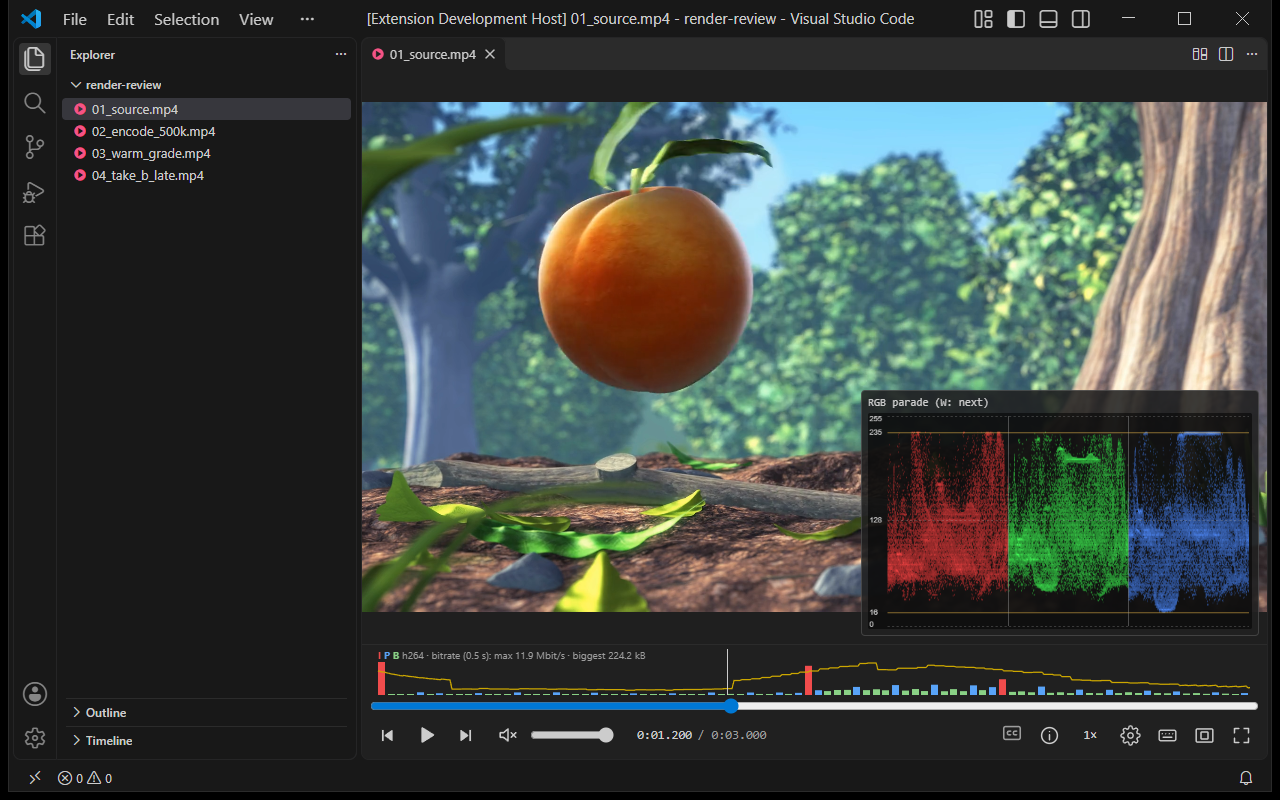 File Edit Selection View ···
[Extension Development Host] 01_source.mp4 - render-review - Visual Studio Code
Explorer
render-review
01_source.mp4
02_encode_500k.mp4
03_warm_grade.mp4
04_take_b_late.mp4
Outline
Timeline
01_source.mp4
RGB parade (W: next)
255
235
128
16
0
I P B h264 · bitrate (0.5 s): max 11.9 Mbit/s · biggest 224.2 kB
0:01.200 / 0:03.000
CC
1x
0 0